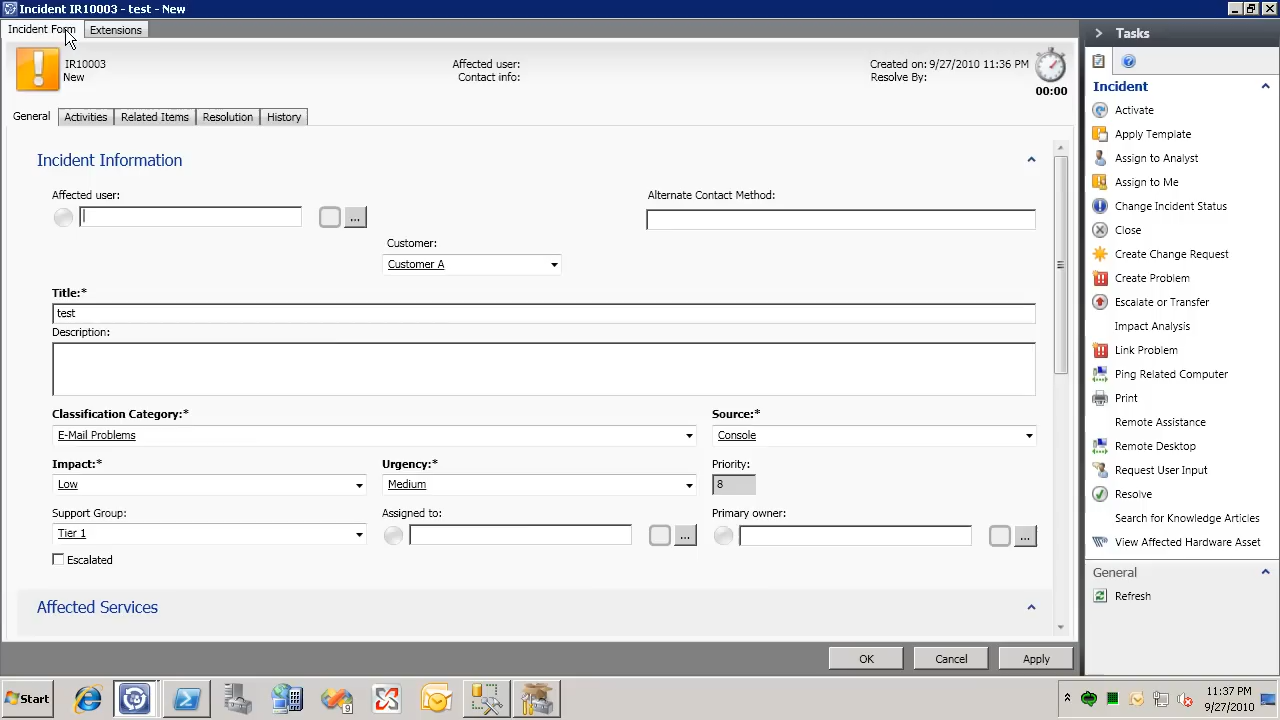 Incident IR10003 - test - New
Incident Form
Extensions
IR10003
New
Affected user:
Contact info:
Created on: 9/27/2010 11:36 PM
Resolve By:
00:00
General
Activities
Related Items
Resolution
History
Incident Information
Affected user:
...
Alternate Contact Method:
Customer:
Customer A
Title:*
test
Description:
Classification Category:*
E-Mail Problems
Source:*
Console
Impact:*
Low
Urgency:*
Medium
Priority:
8
Support Group:
Tier 1
Assigned to:
...
Primary owner:
...
Escalated
Affected Services
OK
Cancel
Apply
Tasks
Incident
Activate
Apply Template
Assign to Analyst
Assign to Me
Change Incident Status
Close
Create Change Request
Create Problem
Escalate or Transfer
Impact Analysis
Link Problem
Ping Related Computer
Print
Remote Assistance
Remote Desktop
Request User Input
Resolve
Search for Knowledge Articles
View Affected Hardware Asset
General
Refresh
Start
11:37 PM
9/27/2010